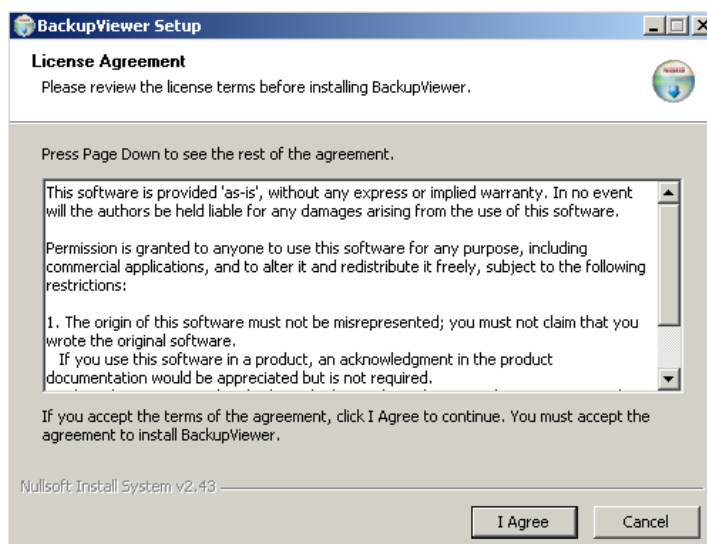 BackupViewer Setup
License Agreement
Please review the license terms before installing BackupViewer.
Press Page Down to see the rest of the agreement.
This software is provided 'as-is', without any express or implied warranty. In no event
will the authors be held liable for any damages arising from the use of this software.
Permission is granted to anyone to use this software for any purpose, including
commercial applications, and to alter it and redistribute it freely, subject to the following
restrictions:
1. The origin of this software must not be misrepresented; you must not claim that you
wrote the original software.
If you use this software in a product, an acknowledgment in the product
documentation would be appreciated but is not required.
If you accept the terms of the agreement, click I Agree to continue. You must accept the
agreement to install BackupViewer.
Nullsoft Install System v2.43
I Agree
Cancel